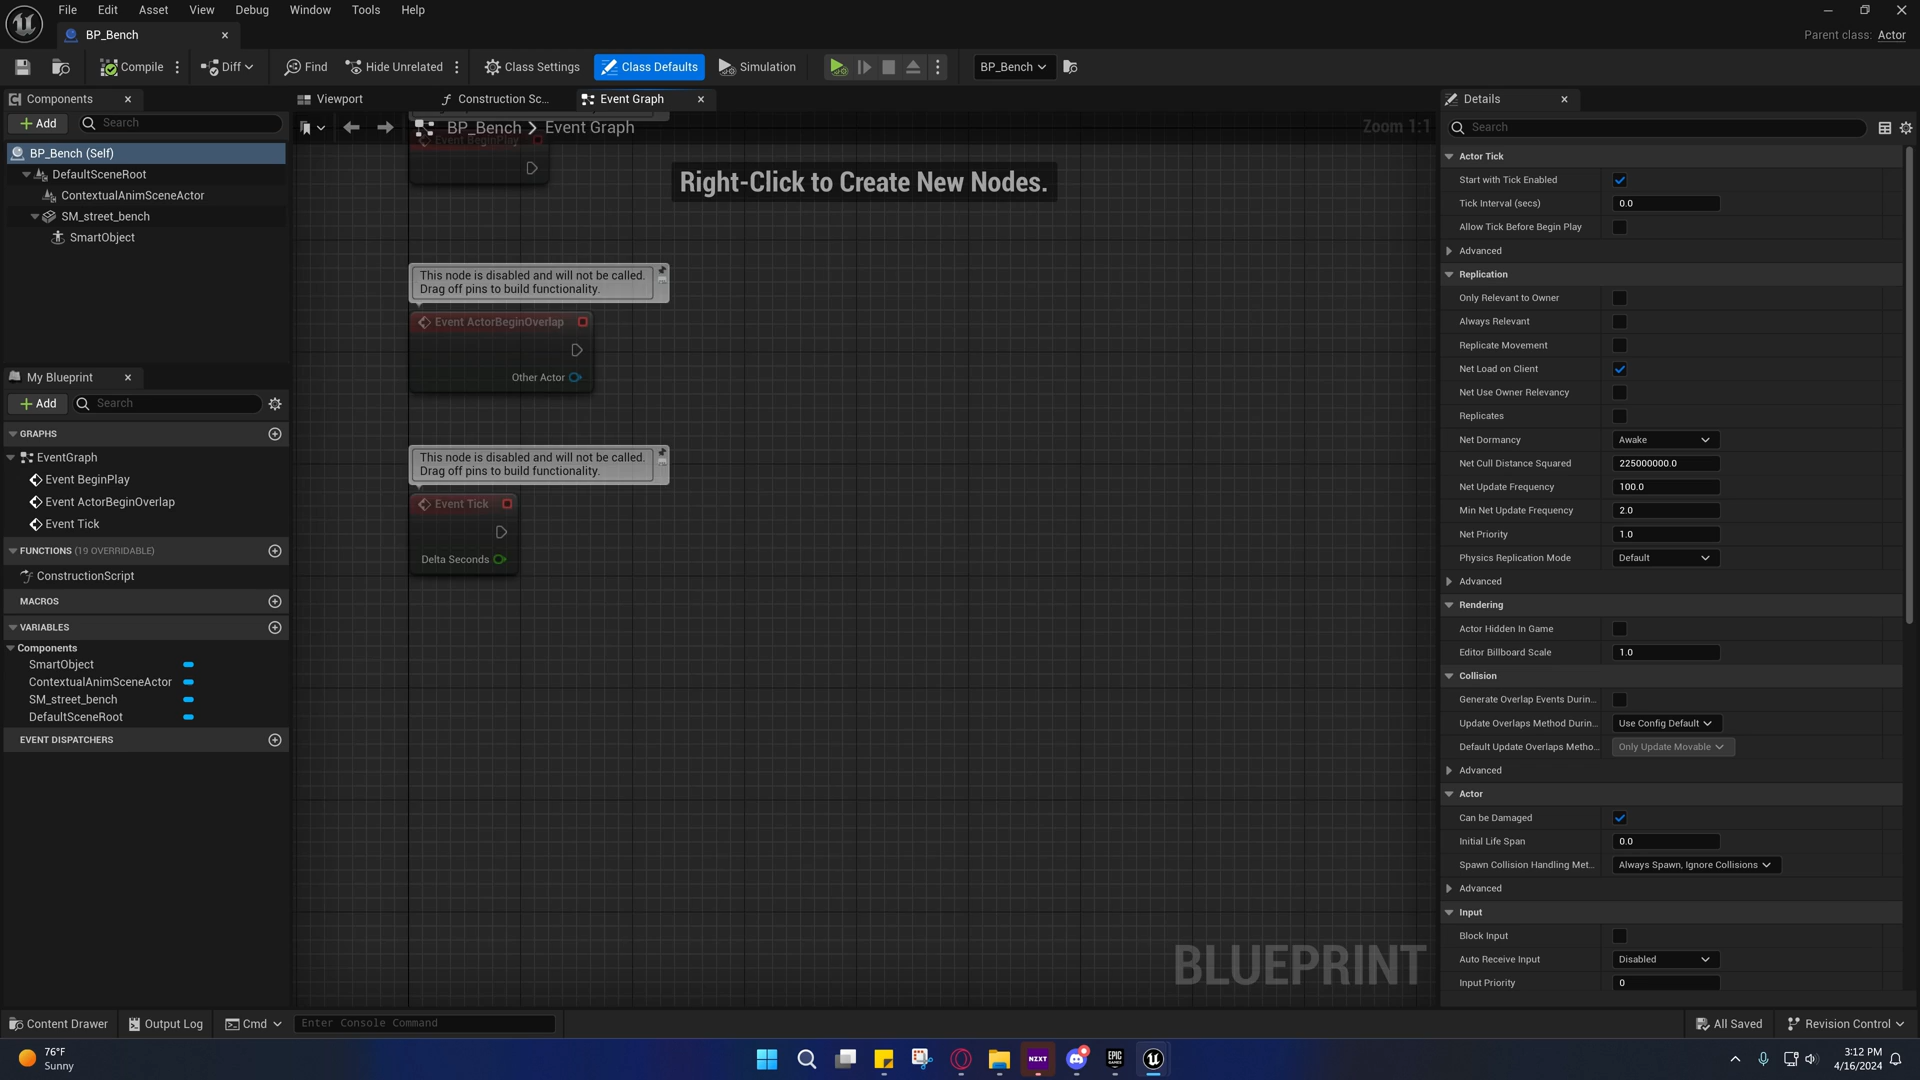 File Edit Asset View Debug Window Tools Help
BP_Bench
Parent class: Actor
Compile Diff Find Hide Unrelated Class Settings Class Defaults Simulation BP_Bench
Components
Add Search
BP_Bench (Self)
DefaultSceneRoot
ContextualAnimSceneActor
SM_street_bench
SmartObject
My Blueprint
Add Search
GRAPHS
EventGraph
Event BeginPlay
Event ActorBeginOverlap
Event Tick
FUNCTIONS (19 OVERRIDABLE)
ConstructionScript
MACROS
VARIABLES
Components
SmartObject
ContextualAnimSceneActor
SM_street_bench
DefaultSceneRoot
EVENT DISPATCHERS
Viewport Construction Sc... Event Graph
BP_Bench > Event Graph
Zoom 1:1
Event BeginPlay
Right-Click to Create New Nodes.
This node is disabled and will not be called.
Drag off pins to build functionality.
Event ActorBeginOverlap
Other Actor
This node is disabled and will not be called.
Drag off pins to build functionality.
Event Tick
Delta Seconds
BLUEPRINT
Details
Search
Actor Tick
Start with Tick Enabled
Tick Interval (secs) 0.0
Allow Tick Before Begin Play
Advanced
Replication
Only Relevant to Owner
Always Relevant
Replicate Movement
Net Load on Client
Net Use Owner Relevancy
Replicates
Net Dormancy Awake
Net Cull Distance Squared 225000000.0
Net Update Frequency 100.0
Min Net Update Frequency 2.0
Net Priority 1.0
Physics Replication Mode Default
Advanced
Rendering
Actor Hidden In Game
Editor Billboard Scale 1.0
Collision
Generate Overlap Events Durin...
Update Overlaps Method Durin... Use Config Default
Default Update Overlaps Metho... Only Update Movable
Advanced
Actor
Can be Damaged
Initial Life Span 0.0
Spawn Collision Handling Met... Always Spawn, Ignore Collisions
Advanced
Input
Block Input
Auto Receive Input Disabled
Input Priority 0
Content Drawer Output Log Cmd Enter Console Command All Saved Revision Control
76°F
Sunny
NZXT
EPIC GAMES
3:12 PM
4/16/2024